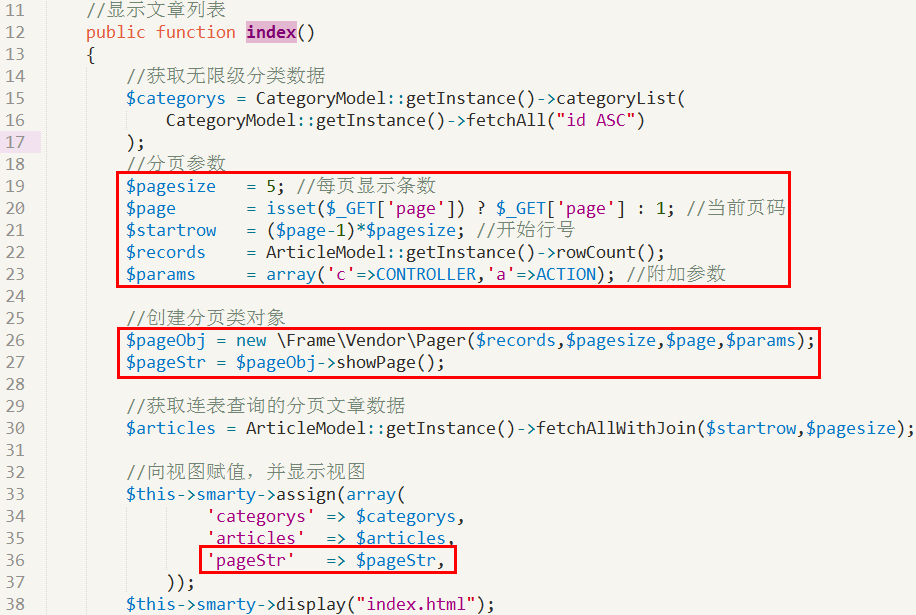 11 //显示文章列表
12 public function index()
13 {
14 //获取无限级分类数据
15 $categorys = CategoryModel::getInstance()->categoryList(
16 CategoryModel::getInstance()->fetchAll("id ASC")
17 );
18 //分页参数
19 $pagesize = 5; //每页显示条数
20 $page = isset($_GET['page']) ? $_GET['page'] : 1; //当前页码
21 $startrow = ($page-1)*$pagesize; //开始行号
22 $records = ArticleModel::getInstance()->rowCount();
23 $params = array('c'=>CONTROLLER,'a'=>ACTION); //附加参数
24
25 //创建分页类对象
26 $pageObj = new \Frame\Vendor\Pager($records,$pagesize,$page,$params);
27 $pageStr = $pageObj->showPage();
28
29 //获取连表查询的分页文章数据
30 $articles = ArticleModel::getInstance()->fetchAllWithJoin($startrow,$pagesize);
31
32 //向视图赋值，并显示视图
33 $this->smarty->assign(array(
34 'categorys' => $categorys,
35 'articles' => $articles,
36 'pageStr' => $pageStr,
37 ));
38 $this->smarty->display("index.html");